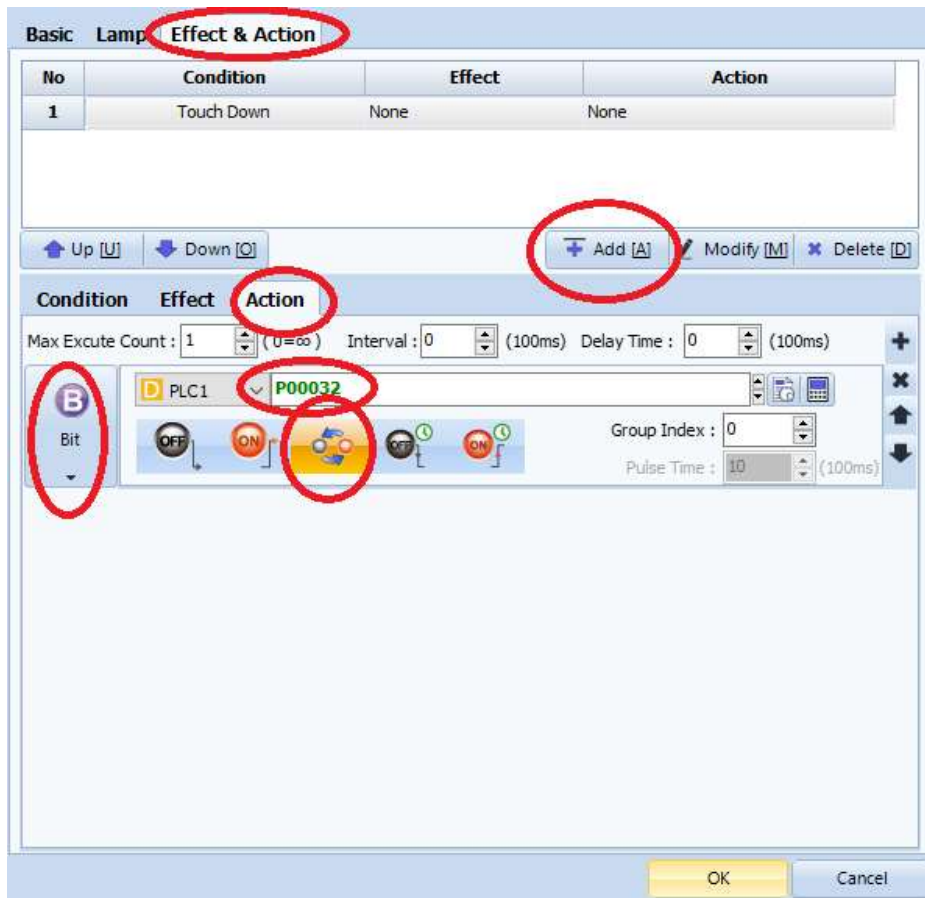 Basic Lamp Effect & Action
No Condition Effect Action
1 Touch Down None None
Up [U] Down [O] Add [A] Modify [M] Delete [D]
Condition Effect Action
Max Excute Count : 1 ( 0=∞ ) Interval : 0 (100ms) Delay Time : 0 (100ms)
B D PLC1 P00032
Bit OFF ON OFF ON Group Index : 0
Pulse Time : 10 (100ms)
OK Cancel